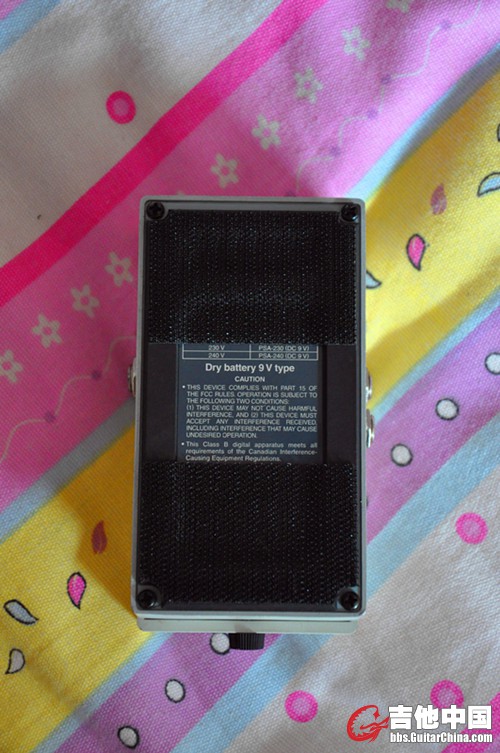 230 V PSA-230 (DC 9 V)
240 V PSA-240 (DC 9 V)
Dry battery 9 V type
CAUTION
• THIS DEVICE COMPLIES WITH PART 15 OF
THE FCC RULES. OPERATION IS SUBJECT TO
THE FOLLOWING TWO CONDITIONS:
(1) THIS DEVICE MAY NOT CAUSE HARMFUL
INTERFERENCE, AND (2) THIS DEVICE MUST
ACCEPT ANY INTERFERENCE RECEIVED,
INCLUDING INTERFERENCE THAT MAY CAUSE
UNDESIRED OPERATION.
• This Class B digital apparatus meets all
requirements of the Canadian Interference-
Causing Equipment Regulations.
吉他中国
bbs.GuitarChina.com